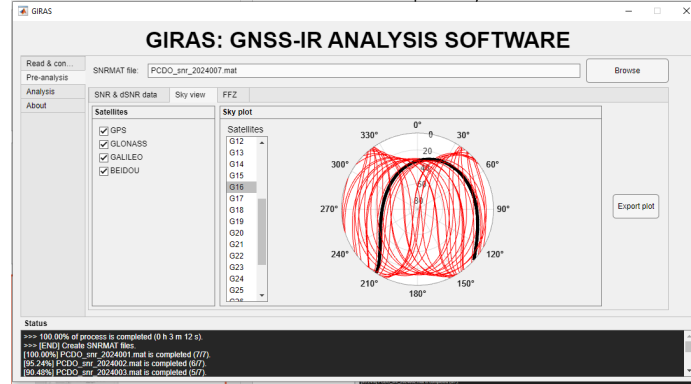 GIRAS
GIRAS: GNSS-IR ANALYSIS SOFTWARE
Read & con...
Pre-analysis
Analysis
About
SNRMAT file:
PCDO_snr_2024007.mat
Browse
SNR & dSNR data
Sky view
FFZ
Satellites
GPS
GLONASS
GALILEO
BEIDOU
Sky plot
Satellites
G12
G13
G14
G15
G16
G17
G18
G19
G20
G21
G22
G23
G24
G25
0°
30°
60°
90°
120°
150°
180°
210°
240°
270°
300°
330°
0
20
40
60
80
Export plot
Status
>>> 100.00% of process is completed (0 h 3 m 12 s).
>>> [END] Create SNRMAT files.
[100.00%] PCDO_snr_2024001.mat is completed (7/7).
[95.24%] PCDO_snr_2024002.mat is completed (6/7).
[90.48%] PCDO_snr_2024003.mat is completed (5/7).